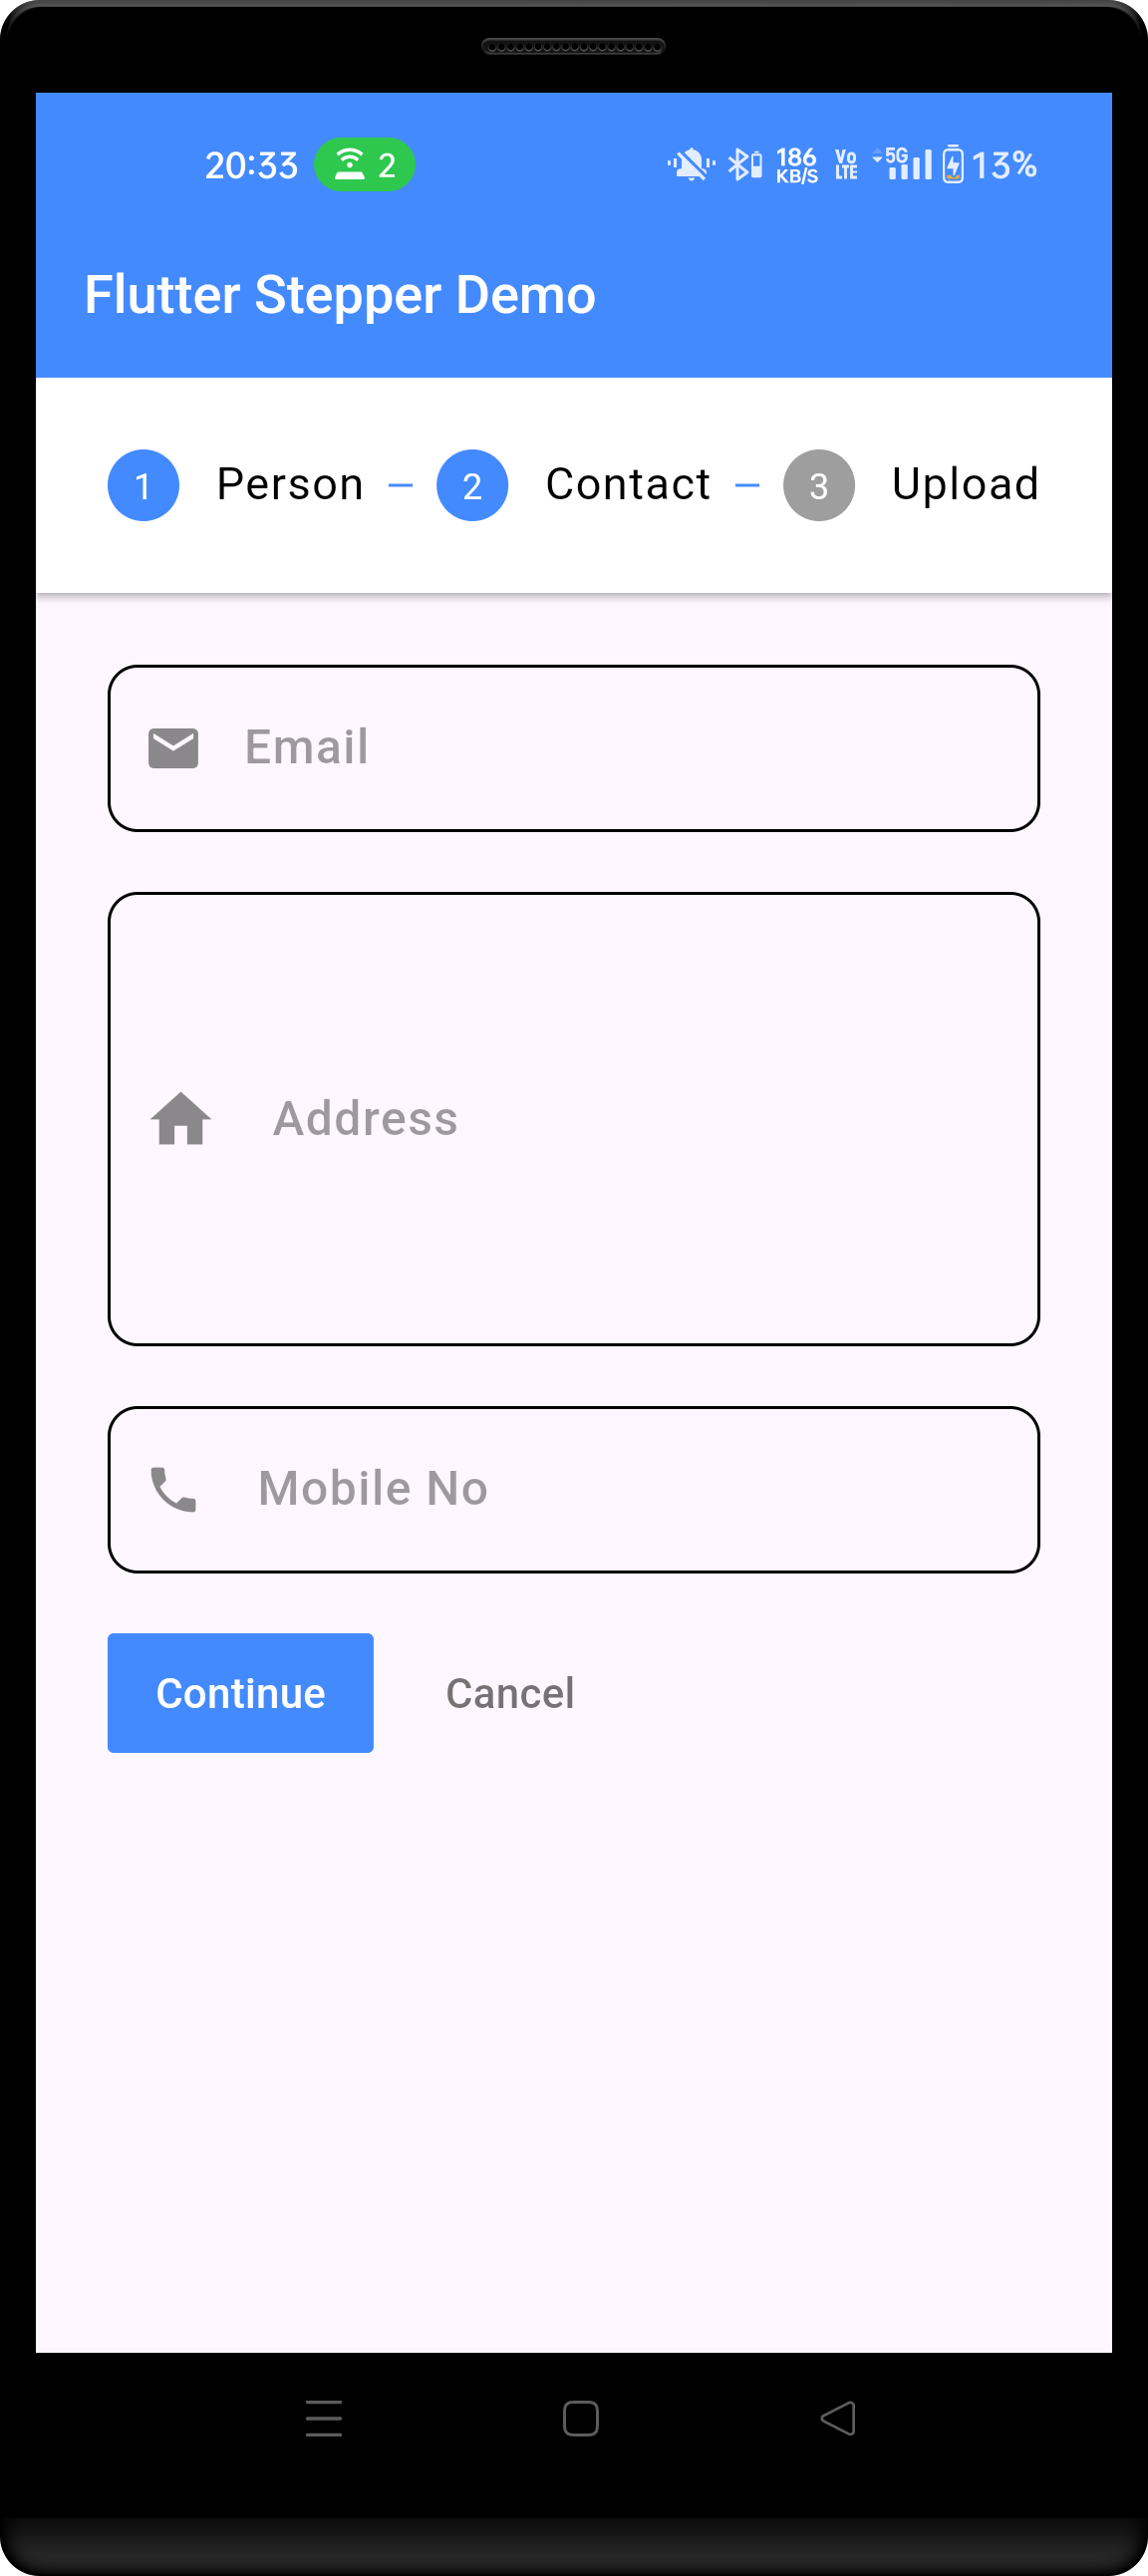 20:33 2 186 KB/S Vo LTE 5G 13%
Flutter Stepper Demo
1 Person 2 Contact 3 Upload
Email
Address
Mobile No
Continue Cancel